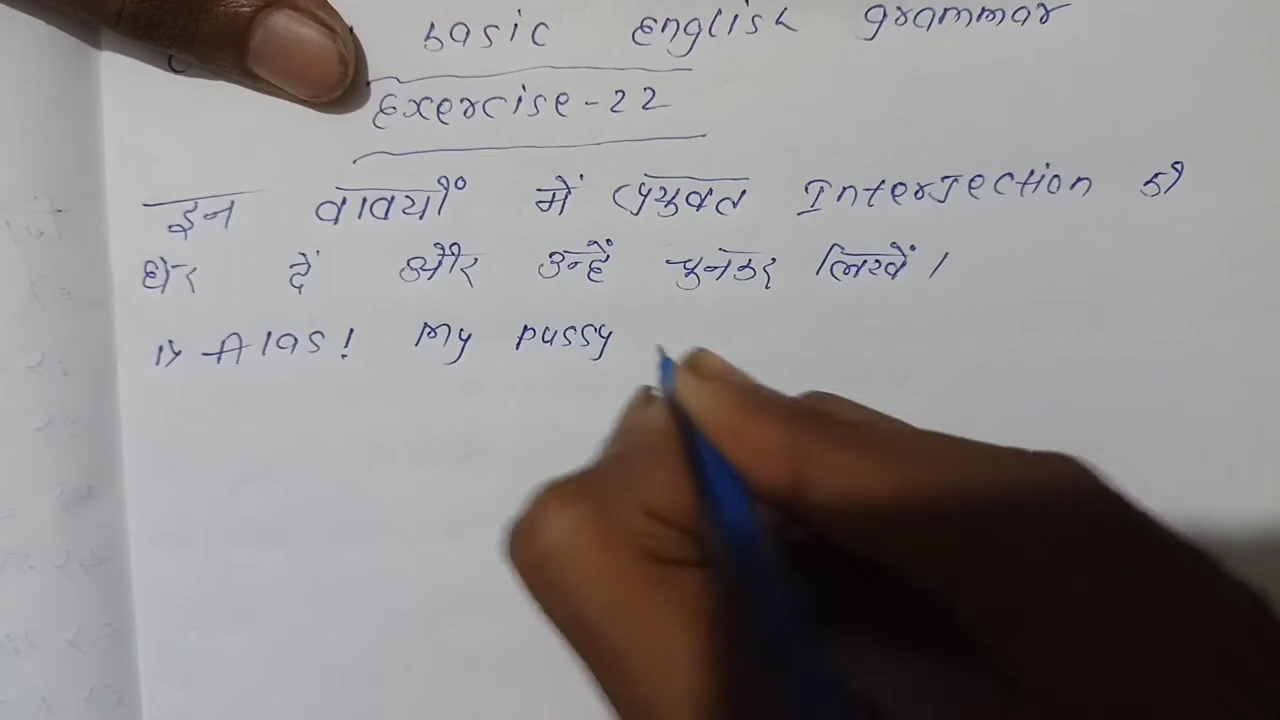 basic English grammar
Exercise-22
इन वाक्यों में प्रयुक्त Interjection को
घेर दें और उन्हें चुनकर लिखें।
1> Alas! My pussy